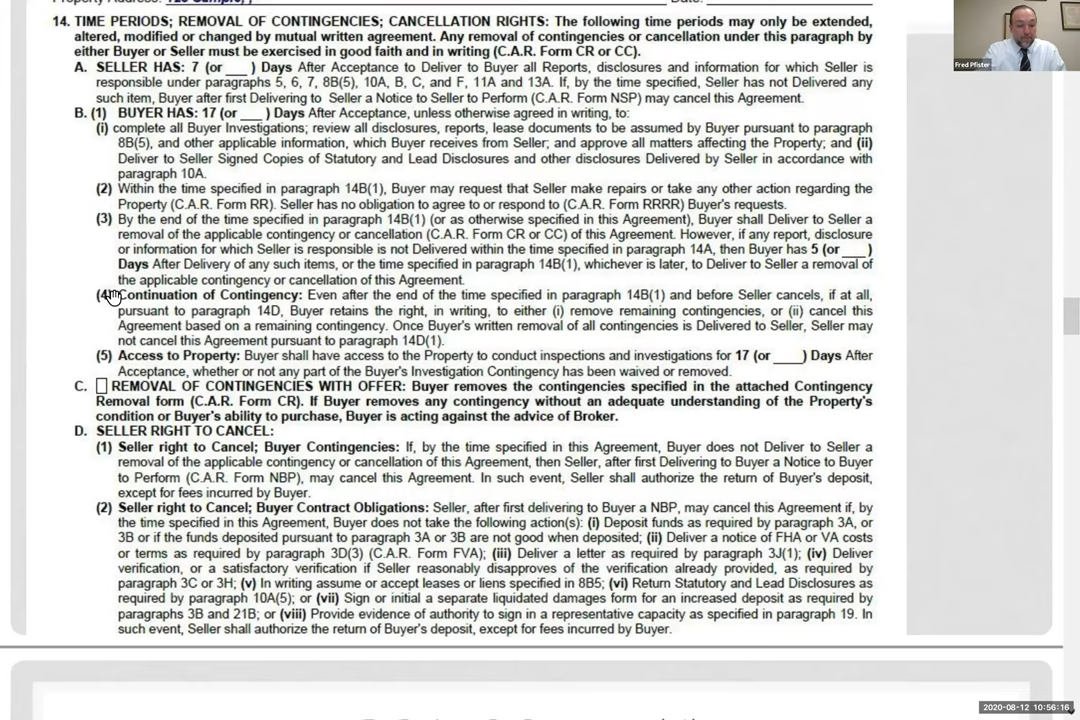 Property Address: 123 Sample, , Date:
14. TIME PERIODS; REMOVAL OF CONTINGENCIES; CANCELLATION RIGHTS: The following time periods may only be extended,
altered, modified or changed by mutual written agreement. Any removal of contingencies or cancellation under this paragraph by
either Buyer or Seller must be exercised in good faith and in writing (C.A.R. Form CR or CC).
A. SELLER HAS: 7 (or ___ ) Days After Acceptance to Deliver to Buyer all Reports, disclosures and information for which Seller is
responsible under paragraphs 5, 6, 7, 8B(5), 10A, B, C, and F, 11A and 13A. If, by the time specified, Seller has not Delivered any
such item, Buyer after first Delivering to Seller a Notice to Seller to Perform (C.A.R. Form NSP) may cancel this Agreement.
B. (1) BUYER HAS: 17 (or ___ ) Days After Acceptance, unless otherwise agreed in writing, to:
(i) complete all Buyer Investigations; review all disclosures, reports, lease documents to be assumed by Buyer pursuant to paragraph
8B(5), and other applicable information, which Buyer receives from Seller; and approve all matters affecting the Property; and (ii)
Deliver to Seller Signed Copies of Statutory and Lead Disclosures and other disclosures Delivered by Seller in accordance with
paragraph 10A.
(2) Within the time specified in paragraph 14B(1), Buyer may request that Seller make repairs or take any other action regarding the
Property (C.A.R. Form RR). Seller has no obligation to agree to or respond to (C.A.R. Form RRRR) Buyer's requests.
(3) By the end of the time specified in paragraph 14B(1) (or as otherwise specified in this Agreement), Buyer shall Deliver to Seller a
removal of the applicable contingency or cancellation (C.A.R. Form CR or CC) of this Agreement. However, if any report, disclosure
or information for which Seller is responsible is not Delivered within the time specified in paragraph 14A, then Buyer has 5 (or ___ )
Days After Delivery of any such items, or the time specified in paragraph 14B(1), whichever is later, to Deliver to Seller a removal of
the applicable contingency or cancellation of this Agreement.
(4) Continuation of Contingency: Even after the end of the time specified in paragraph 14B(1) and before Seller cancels, if at all,
pursuant to paragraph 14D, Buyer retains the right, in writing, to either (i) remove remaining contingencies, or (ii) cancel this
Agreement based on a remaining contingency. Once Buyer's written removal of all contingencies is Delivered to Seller, Seller may
not cancel this Agreement pursuant to paragraph 14D(1).
(5) Access to Property: Buyer shall have access to the Property to conduct inspections and investigations for 17 (or ____ ) Days After
Acceptance, whether or not any part of the Buyer's Investigation Contingency has been waived or removed.
C. REMOVAL OF CONTINGENCIES WITH OFFER: Buyer removes the contingencies specified in the attached Contingency
Removal form (C.A.R. Form CR). If Buyer removes any contingency without an adequate understanding of the Property's
condition or Buyer's ability to purchase, Buyer is acting against the advice of Broker.
D. SELLER RIGHT TO CANCEL:
(1) Seller right to Cancel; Buyer Contingencies: If, by the time specified in this Agreement, Buyer does not Deliver to Seller a
removal of the applicable contingency or cancellation of this Agreement, then Seller, after first Delivering to Buyer a Notice to Buyer
to Perform (C.A.R. Form NBP), may cancel this Agreement. In such event, Seller shall authorize the return of Buyer's deposit,
except for fees incurred by Buyer.
(2) Seller right to Cancel; Buyer Contract Obligations: Seller, after first delivering to Buyer a NBP, may cancel this Agreement if, by
the time specified in this Agreement, Buyer does not take the following action(s): (i) Deposit funds as required by paragraph 3A, or
3B or if the funds deposited pursuant to paragraph 3A or 3B are not good when deposited; (ii) Deliver a notice of FHA or VA costs
or terms as required by paragraph 3D(3) (C.A.R. Form FVA); (iii) Deliver a letter as required by paragraph 3J(1); (iv) Deliver
verification, or a satisfactory verification if Seller reasonably disapproves of the verification already provided, as required by
paragraph 3C or 3H; (v) In writing assume or accept leases or liens specified in 8B5; (vi) Return Statutory and Lead Disclosures as
required by paragraph 10A(5); or (vii) Sign or initial a separate liquidated damages form for an increased deposit as required by
paragraphs 3B and 21B; or (viii) Provide evidence of authority to sign in a representative capacity as specified in paragraph 19. In
such event, Seller shall authorize the return of Buyer's deposit, except for fees incurred by Buyer.
Fred Pfister
2020-08-12 10:56:16